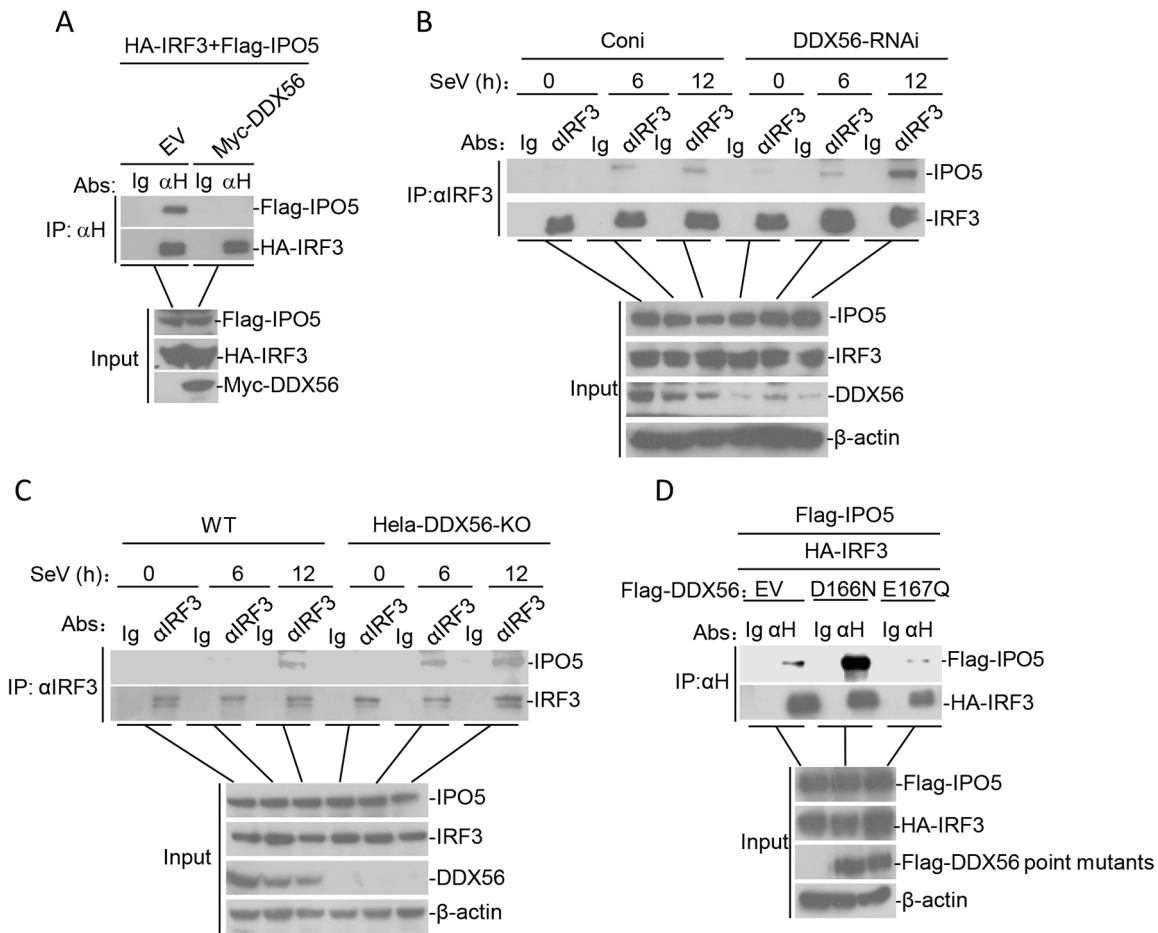 A
HA-IRF3+Flag-IPO5
EV
Myc-DDX56
Abs: Ig αH Ig αH
IP: αH
-Flag-IPO5
-HA-IRF3
Input
-Flag-IPO5
-HA-IRF3
-Myc-DDX56
B
Coni DDX56-RNAi
SeV (h): 0 6 12 0 6 12
Abs: Ig αIRF3 Ig αIRF3 Ig αIRF3 Ig αIRF3 Ig αIRF3 Ig αIRF3
IP:αIRF3
-IPO5
-IRF3
Input
-IPO5
-IRF3
-DDX56
-β-actin
C
WT Hela-DDX56-KO
SeV (h): 0 6 12 0 6 12
Abs: Ig αIRF3 Ig αIRF3 Ig αIRF3 Ig αIRF3 Ig αIRF3 Ig αIRF3
IP: αIRF3
-IPO5
-IRF3
Input
-IPO5
-IRF3
-DDX56
-β-actin
D
Flag-IPO5
HA-IRF3
Flag-DDX56: EV D166N E167Q
Abs: Ig αH Ig αH Ig αH
IP:αH
-Flag-IPO5
-HA-IRF3
Input
-Flag-IPO5
-HA-IRF3
-Flag-DDX56 point mutants
-β-actin